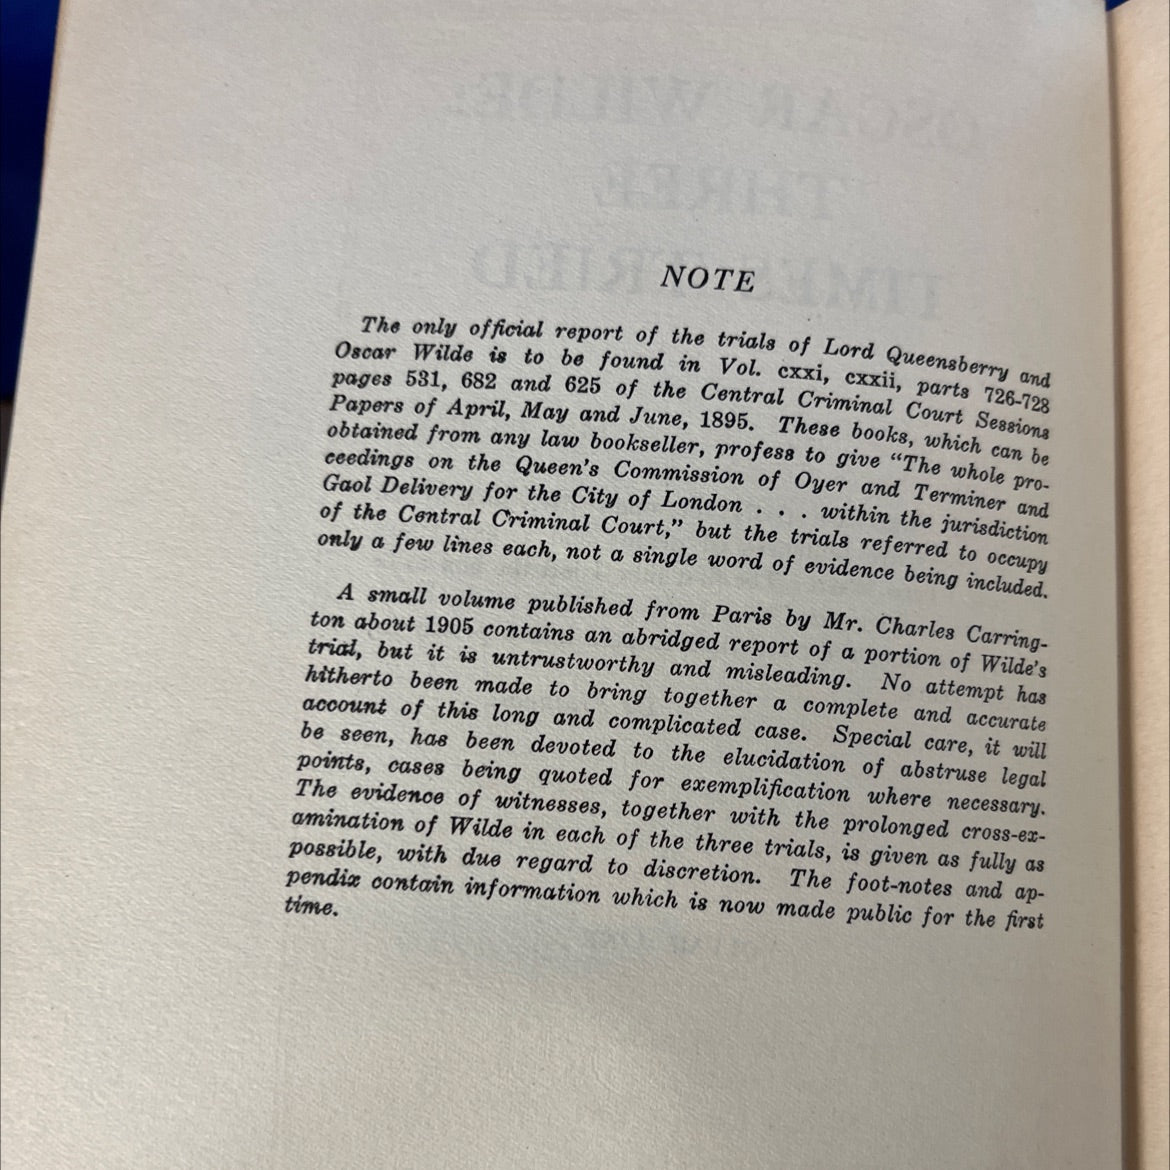 NOTE
The only official report of the trials of Lord Queensberry and
Oscar Wilde is to be found in Vol. cxxi, cxxii, parts 726-728
pages 531, 682 and 625 of the Central Criminal Court Sessions
Papers of April, May and June, 1895. These books, which can be
obtained from any law bookseller, profess to give “The whole pro-
ceedings on the Queen’s Commission of Oyer and Terminer and
Gaol Delivery for the City of London . . . within the jurisdiction
of the Central Criminal Court,” but the trials referred to occupy
only a few lines each, not a single word of evidence being included.
A small volume published from Paris by Mr. Charles Carring-
ton about 1905 contains an abridged report of a portion of Wilde’s
trial, but it is untrustworthy and misleading. No attempt has
hitherto been made to bring together a complete and accurate
account of this long and complicated case. Special care, it will
be seen, has been devoted to the elucidation of abstruse legal
points, cases being quoted for exemplification where necessary.
The evidence of witnesses, together with the prolonged cross-ex-
amination of Wilde in each of the three trials, is given as fully as
possible, with due regard to discretion. The foot-notes and ap-
pendix contain information which is now made public for the first
time.